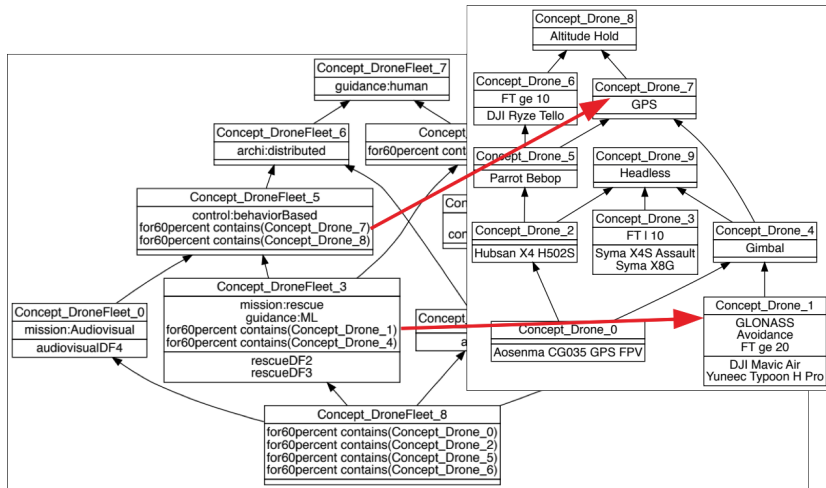 Concept_Drone_8
Altitude Hold
Concept_DroneFleet_7
guidance:human
Concept_Drone_6
FT ge 10
DJI Ryze Tello
Concept_Drone_7
GPS
Concept_DroneFleet_6
archi:distributed
for60percent
Concept_Drone_5
Parrot Bebop
Concept_Drone_9
Headless
Concept_DroneFleet_5
control:behaviorBased
for60percent contains(Concept_Drone_7)
for60percent contains(Concept_Drone_8)
Concept_Drone_2
Hubsan X4 H502S
Concept_Drone_3
FT l 10
Syma X4S Assault
Syma X8G
Concept_Drone_4
Gimbal
Concept_DroneFleet_0
mission:Audiovisual
audiovisualDF4
Concept_DroneFleet_3
mission:rescue
guidance:ML
for60percent contains(Concept_Drone_1)
for60percent contains(Concept_Drone_4)
rescueDF2
rescueDF3
Concept_Drone_0
Aosenma CG035 GPS FPV
Concept_Drone_1
GLONASS
Avoidance
FT ge 20
DJI Mavic Air
Yuneec Typoon H Pro
Concept_DroneFleet_8
for60percent contains(Concept_Drone_0)
for60percent contains(Concept_Drone_2)
for60percent contains(Concept_Drone_5)
for60percent contains(Concept_Drone_6)